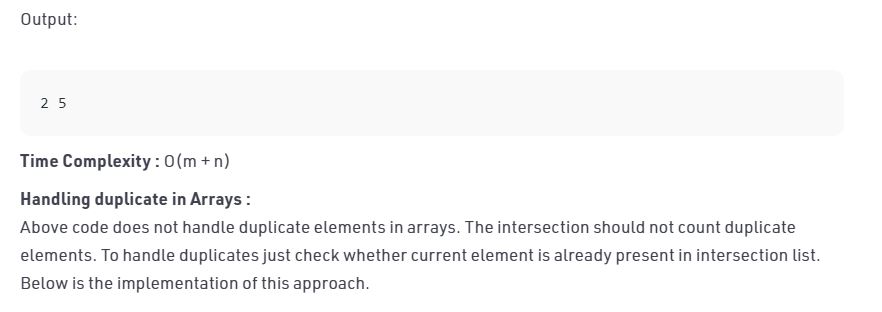 Output:
2 5
Time Complexity : O(m + n)
Handling duplicate in Arrays :
Above code does not handle duplicate elements in arrays. The intersection should not count duplicate
elements. To handle duplicates just check whether current element is already present in intersection list.
Below is the implementation of this approach.